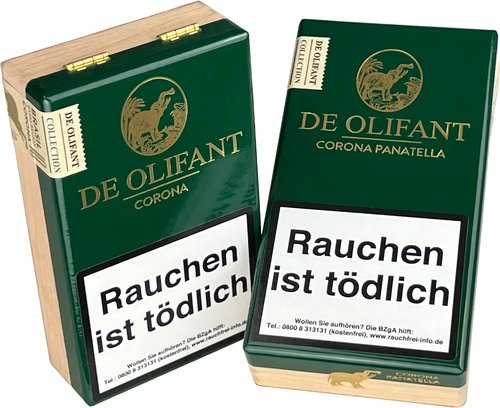 DE OLIFANT
COLLECTION
BRASIL
CORONA
DE OLIFANT
CORONA
Rauchen
ist tödlich
Wollen Sie aufhören? Die BZgA hilft:
Tel.: 0800 8 313131 (kostenfrei), www.rauchfrei-info.de
DE OLIFANT
COLLECTION
DE OLIFANT
CORONA PANATELLA
Rauchen
ist tödlich
Wollen Sie aufhören? Die BZgA hilft:
Tel.: 0800 8 313131 (kostenfrei), www.rauchfrei-info.de
CORONA
PANATELLA